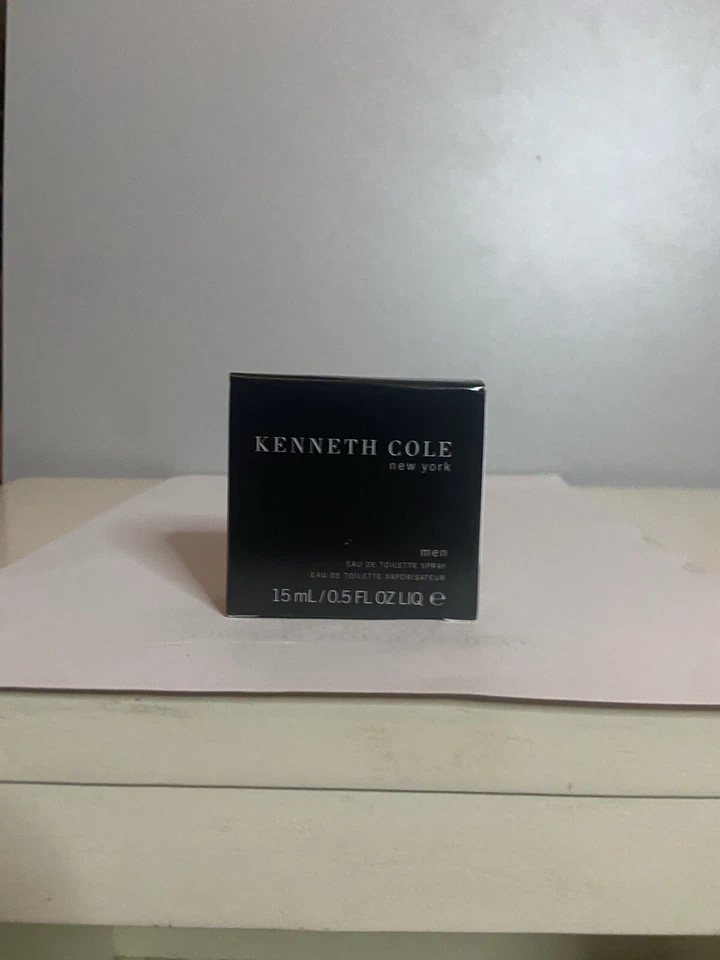 KENNETH COLE
new york
men
EAU DE TOILETTE SPRAY
EAU DE TOILETTE VAPORISATEUR
15 mL / 0.5 FL OZ LIQ ℮